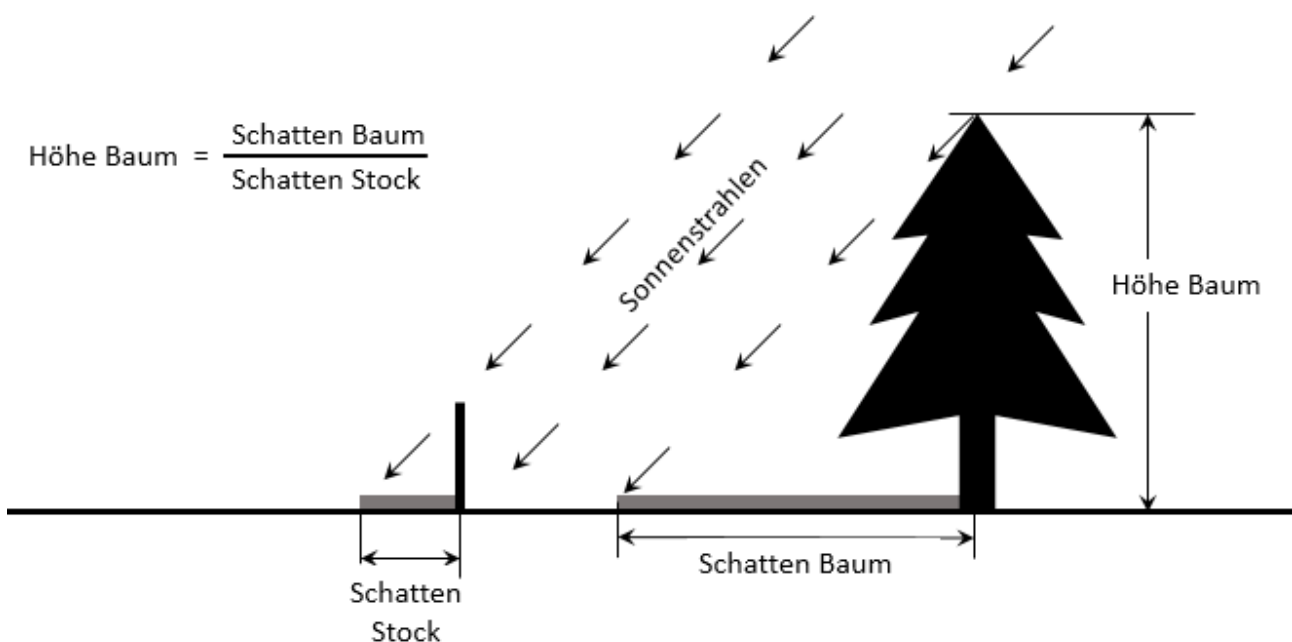 Höhe Baum = Schatten Baum
Schatten Stock
Sonnenstrahlen
Höhe Baum
Schatten Baum
Schatten
Stock